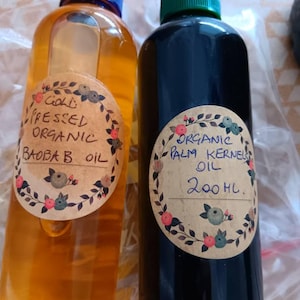 COLD
PRESSED
ORGANIC
BAOBAB OIL
ORGANIC
PALM KERNEL
OIL
200ML